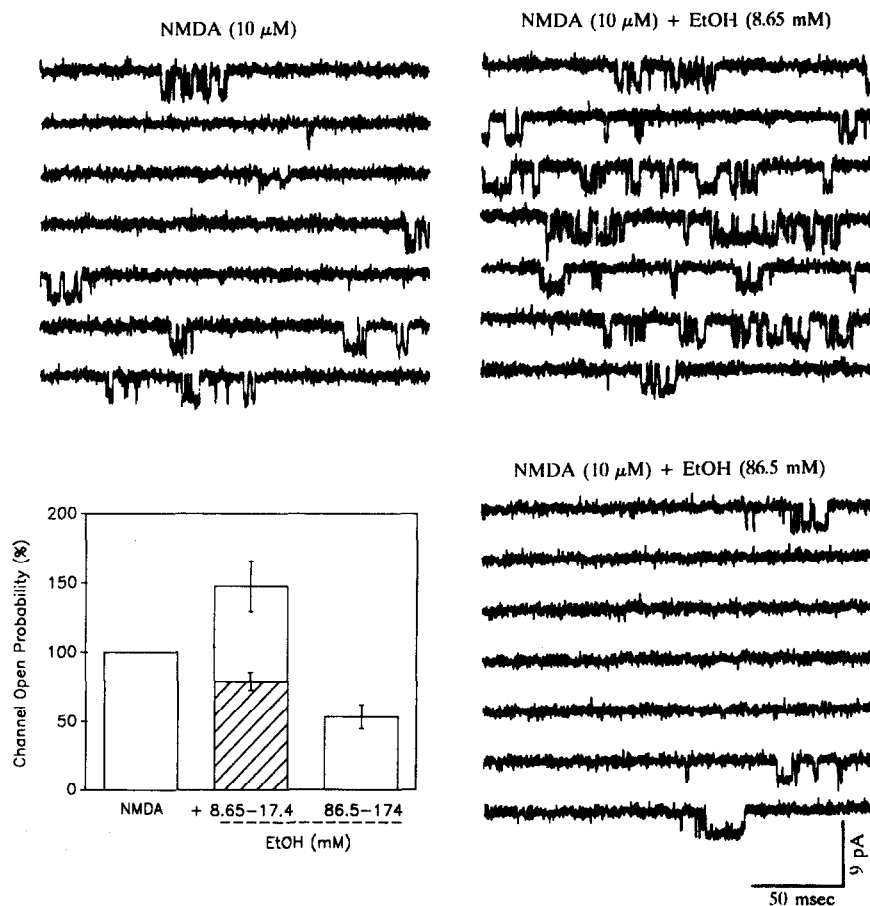 NMDA (10 μM)
NMDA (10 μM) + EtOH (8.65 mM)
NMDA (10 μM) + EtOH (86.5 mM)
200
150
100
50
0
Channel Open Probability (%)
NMDA
+ 8.65−17.4
86.5−174
EtOH (mM)
9 pA
50 msec